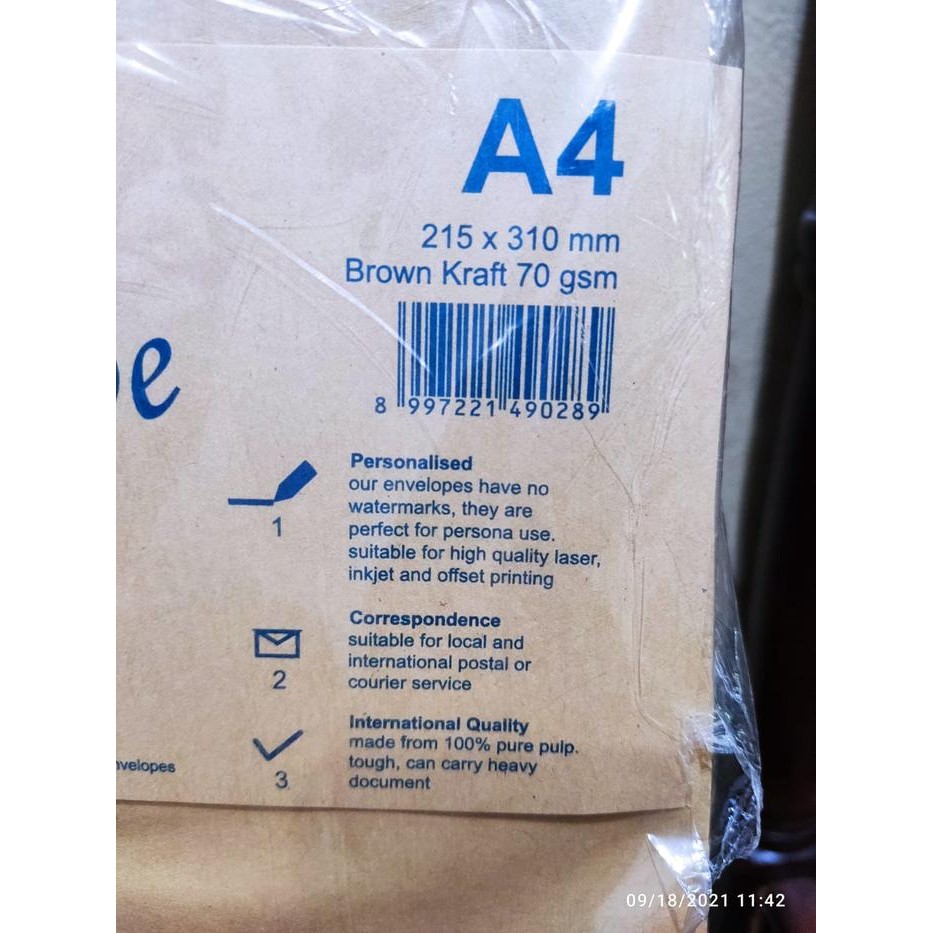 A4
215 x 310 mm
Brown Kraft 70 gsm
8 997221 490289
Personalised
our envelopes have no
watermarks, they are
perfect for persona use.
suitable for high quality laser,
inkjet and offset printing
1
Correspondence
suitable for local and
international postal or
courier service
2
International Quality
made from 100% pure pulp.
tough, can carry heavy
document
3
09/18/2021 11:42